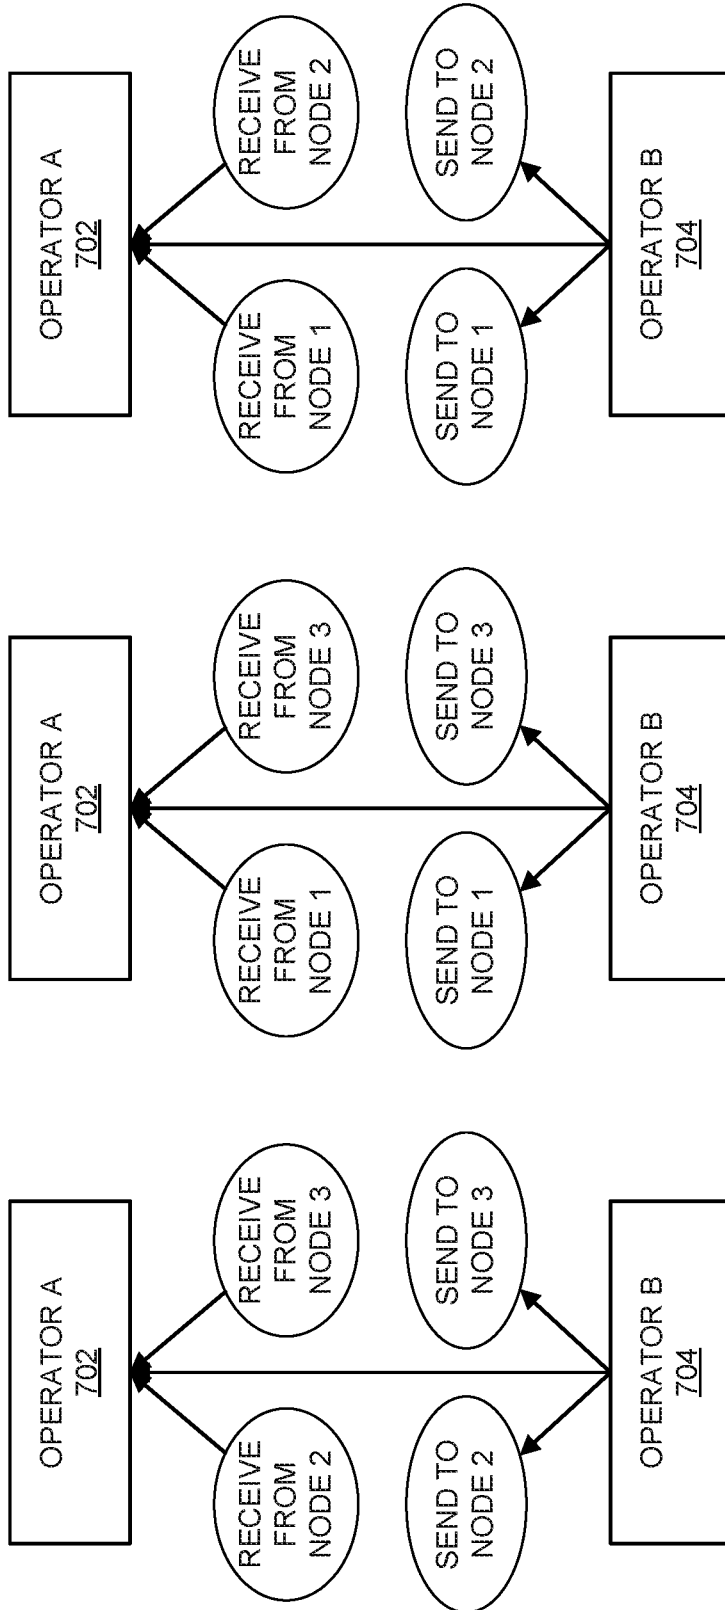 OPERATOR A
702
RECEIVE
FROM
NODE 2
RECEIVE
FROM
NODE 3
SEND TO
NODE 2
SEND TO
NODE 3
OPERATOR B
704
OPERATOR A
702
RECEIVE
FROM
NODE 1
RECEIVE
FROM
NODE 3
SEND TO
NODE 1
SEND TO
NODE 3
OPERATOR B
704
OPERATOR A
702
RECEIVE
FROM
NODE 1
RECEIVE
FROM
NODE 2
SEND TO
NODE 1
SEND TO
NODE 2
OPERATOR B
704